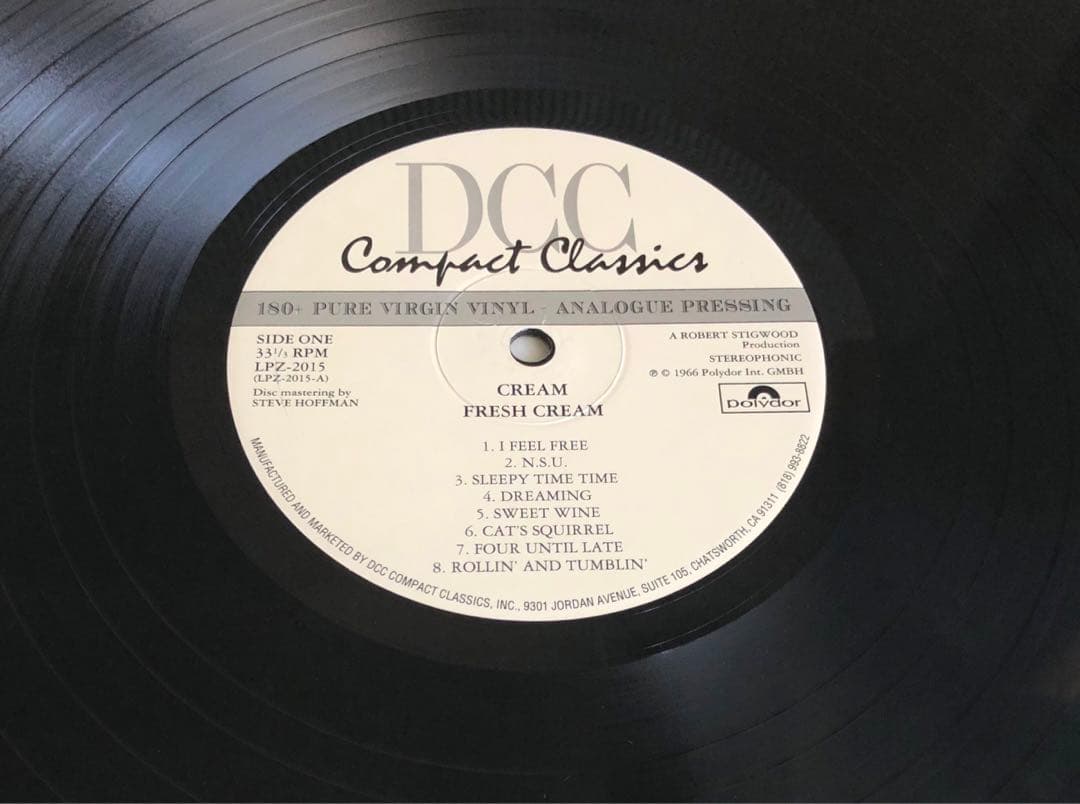 DCC
Compact Classics
180+ PURE VIRGIN VINYL - ANALOGUE PRESSING
SIDE ONE
33⅓ RPM
LPZ-2015
(LPZ-2015-A)
Disc mastering by
STEVE HOFFMAN
A ROBERT STIGWOOD
Production
STEREOPHONIC
℗ © 1966 Polydor Int. GMBH
polydor
CREAM
FRESH CREAM
1. I FEEL FREE
2. N.S.U.
3. SLEEPY TIME TIME
4. DREAMING
5. SWEET WINE
6. CAT'S SQUIRREL
7. FOUR UNTIL LATE
8. ROLLIN' AND TUMBLIN'
MANUFACTURED AND MARKETED BY DCC COMPACT CLASSICS, INC., 9301 JORDAN AVENUE, SUITE 105, CHATSWORTH, CA 91311 (818) 993-8822